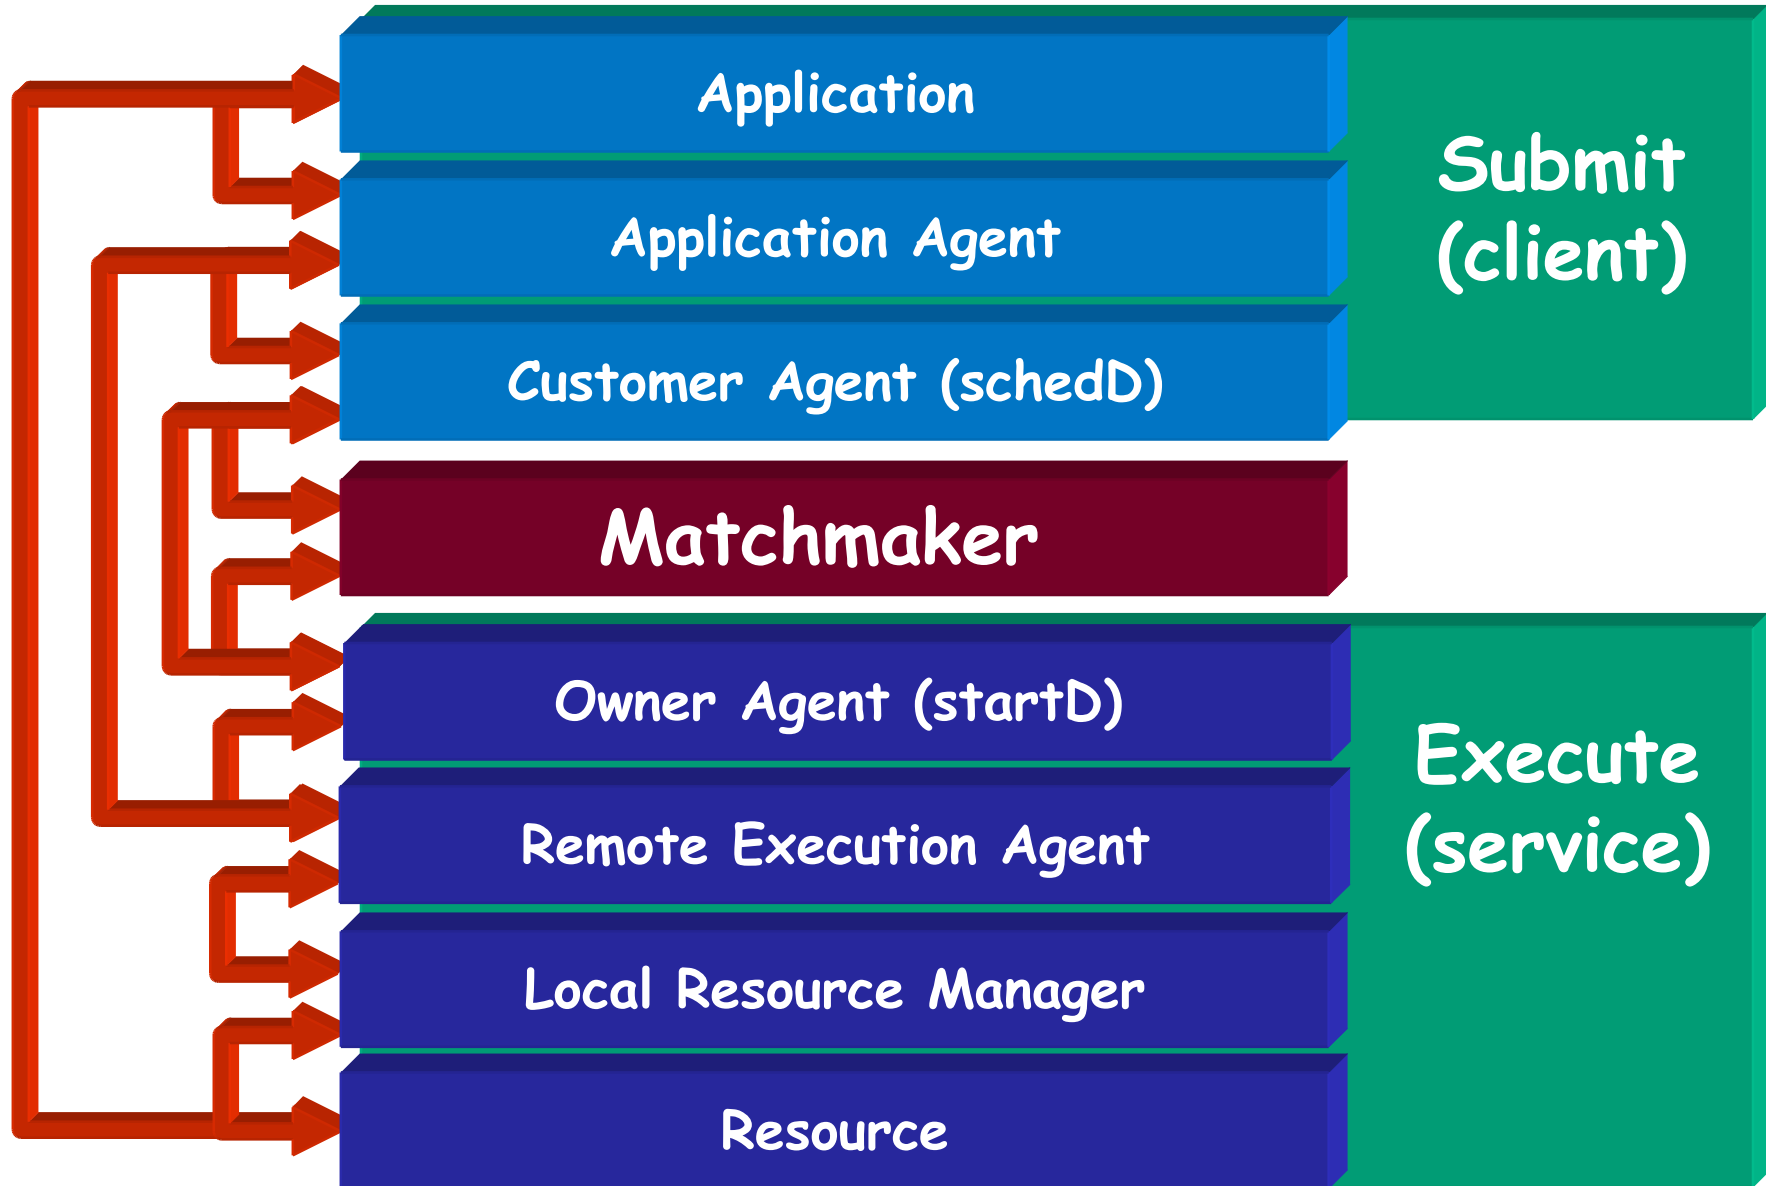 Application
Application Agent
Customer Agent (schedD)
Submit
(client)
Matchmaker
Owner Agent (startD)
Remote Execution Agent
Local Resource Manager
Resource
Execute
(service)